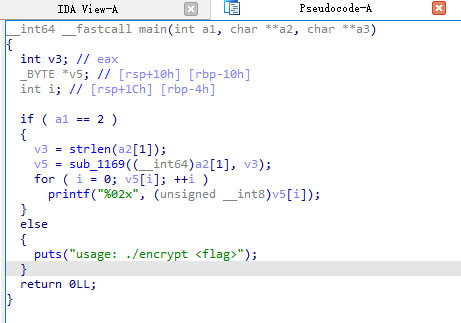 IDA View-A
Pseudocode-A
__int64 __fastcall main(int a1, char **a2, char **a3)
{
  int v3; // eax
  _BYTE *v5; // [rsp+10h] [rbp-10h]
  int i; // [rsp+1Ch] [rbp-4h]

  if ( a1 == 2 )
  {
    v3 = strlen(a2[1]);
    v5 = sub_1169((__int64)a2[1], v3);
    for ( i = 0; v5[i]; ++i )
      printf("%02x", (unsigned __int8)v5[i]);
  }
  else
  {
    puts("usage: ./encrypt <flag>");
  }
  return 0LL;
}